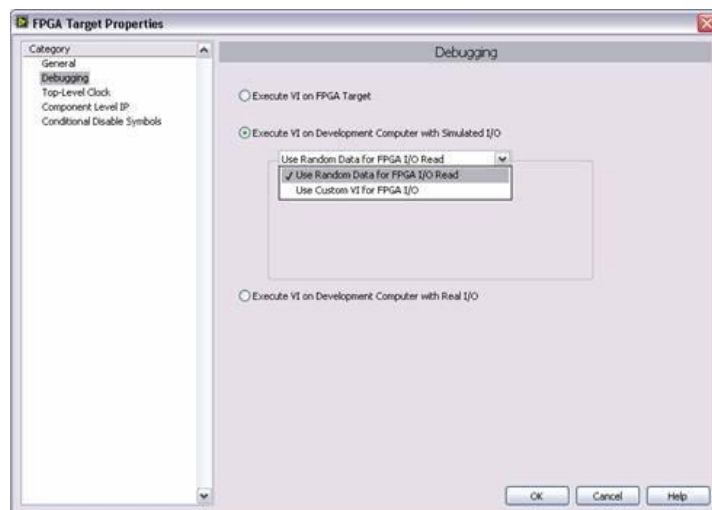 FPGA Target Properties
Category
General
Debugging
Top-Level Clock
Component Level IP
Conditional Disable Symbols
Debugging
Execute VI on FPGA Target
Execute VI on Development Computer with Simulated I/O
Use Random Data for FPGA I/O Read
Use Random Data for FPGA I/O Read
Use Custom VI for FPGA I/O
Execute VI on Development Computer with Real I/O
OK
Cancel
Help